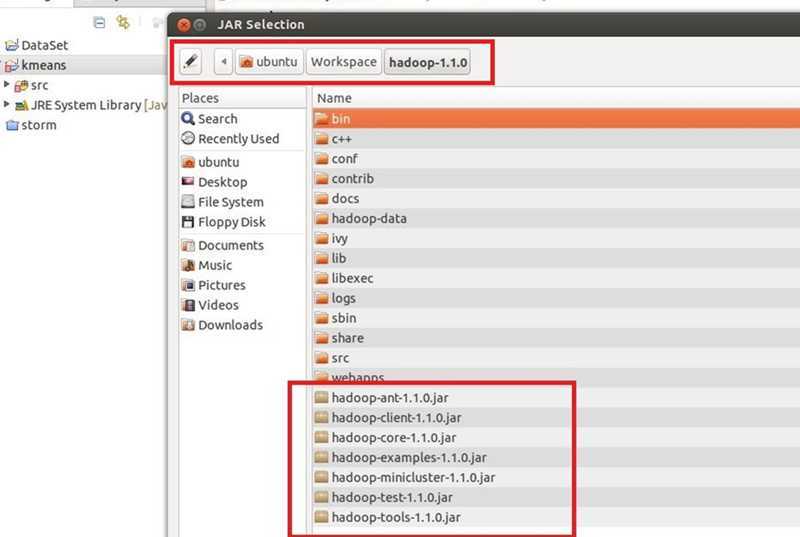 JAR Selection
DataSet
kmeans
src
JRE System Library [Jav
storm
ubuntu Workspace hadoop-1.1.0
Places
Search
Recently Used
ubuntu
Desktop
File System
Floppy Disk
Documents
Music
Pictures
Videos
Downloads
Name
bin
c++
conf
contrib
docs
hadoop-data
ivy
lib
libexec
logs
sbin
share
src
webapps
hadoop-ant-1.1.0.jar
hadoop-client-1.1.0.jar
hadoop-core-1.1.0.jar
hadoop-examples-1.1.0.jar
hadoop-minicluster-1.1.0.jar
hadoop-test-1.1.0.jar
hadoop-tools-1.1.0.jar